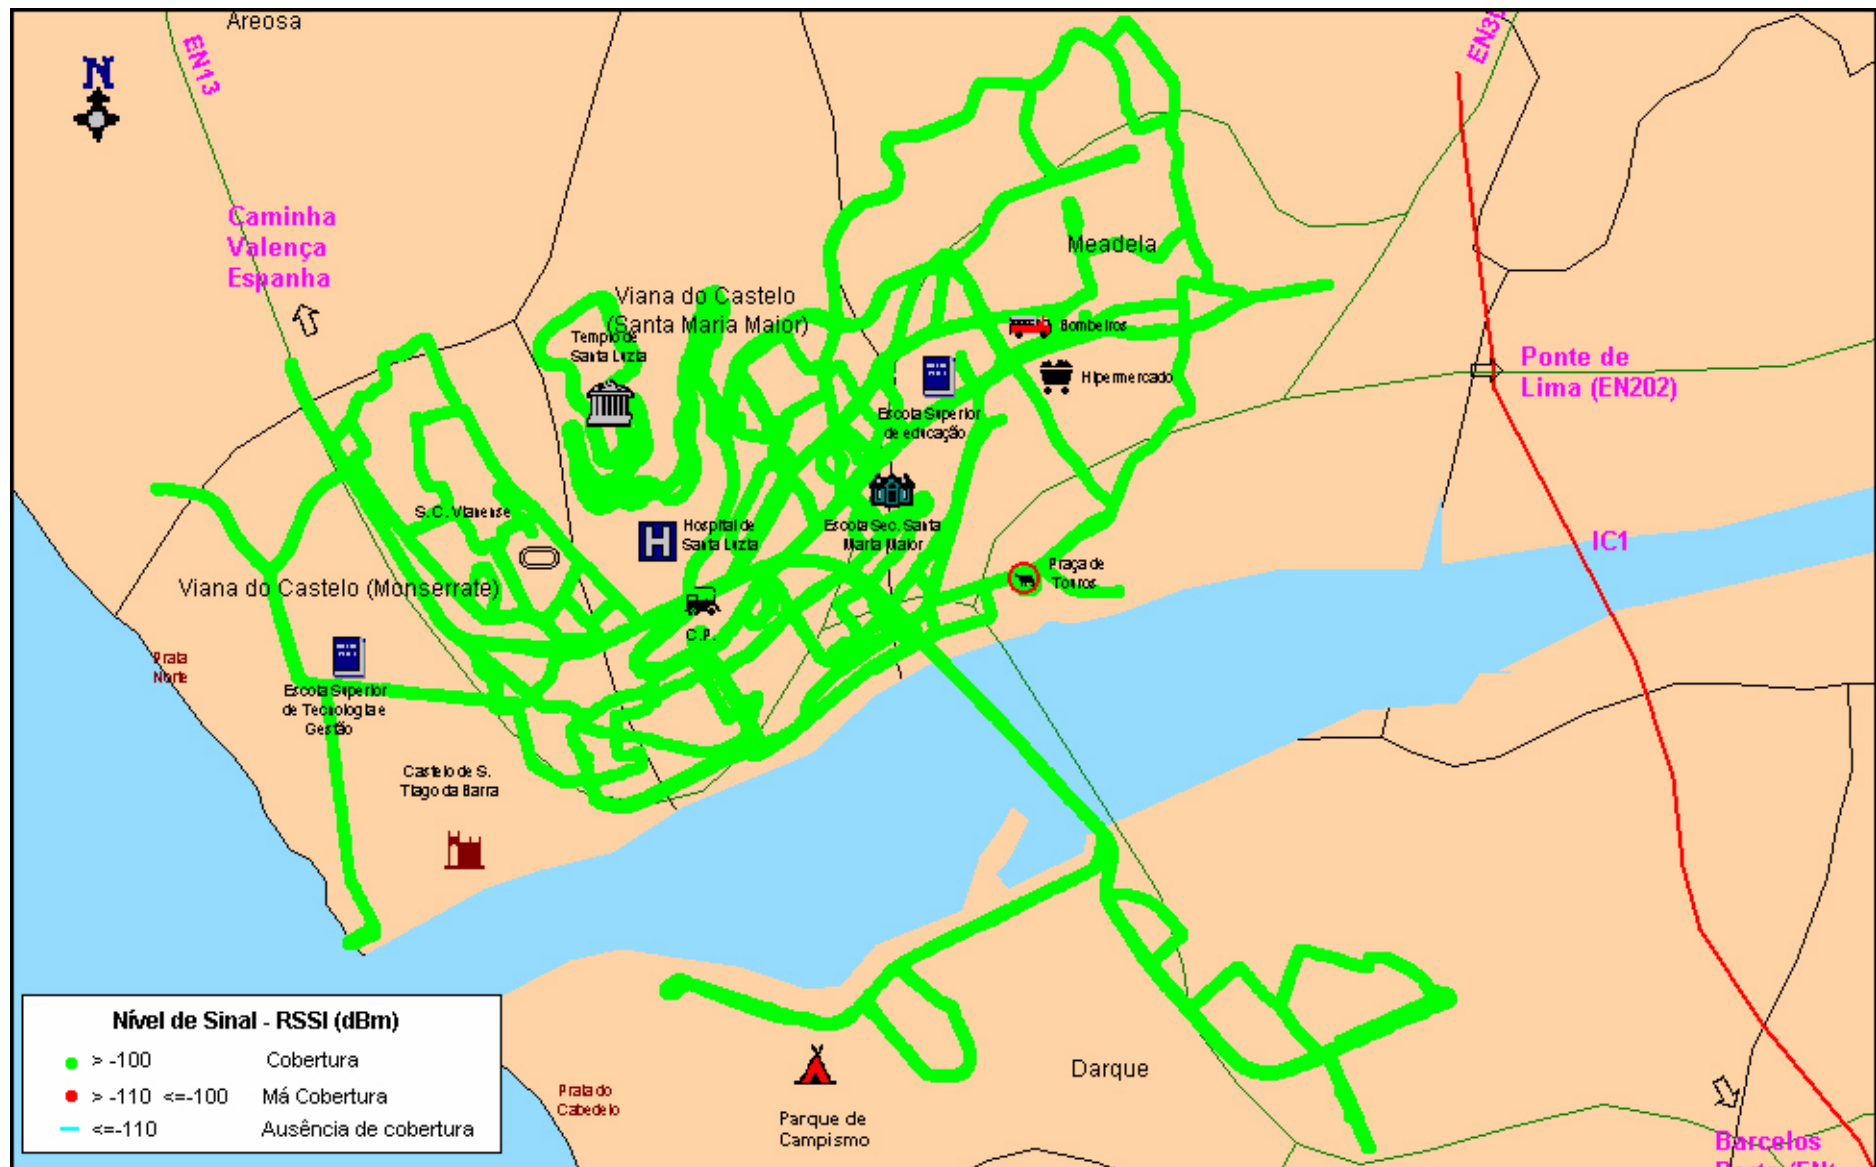 Areosa
EN13
N
Caminha
Valença
Espanha
Viana do Castelo
(Santa Maria Maior)
Templo de
Santa Luzia
Meadela
Bombeiros
Hipermercado
Escola Superior
de educação
Ponte de
Lima (EN202)
S. C. Vianense
Hospital de
Santa Luzia
H
Escola Sec. Santa
Maria Maior
IC1
Praça de
Touros
Viana do Castelo (Monserrate)
C.P.
Praia
Norte
Escola Superior
de Tecnologia e
Gestão
Castelo de S.
Tiago da Barra
Nível de Sinal - RSSI (dBm)
> -100 Cobertura
> -110 <=-100 Má Cobertura
<=-110 Ausência de cobertura
Praia do
Cabedelo
Parque de
Campismo
Darque
Barcelos